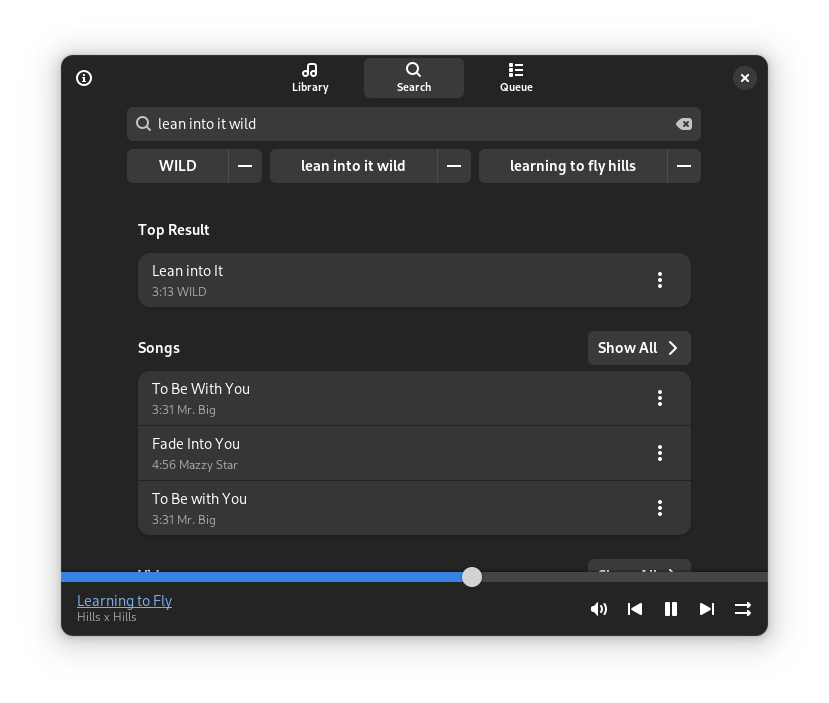 Library
Search
Queue
lean into it wild
WILD
lean into it wild
learning to fly hills
Top Result
Lean into It
3:13 WILD
Songs
Show All
To Be With You
3:31 Mr. Big
Fade Into You
4:56 Mazzy Star
To Be with You
3:31 Mr. Big
Show All
Learning to Fly
Hills x Hills